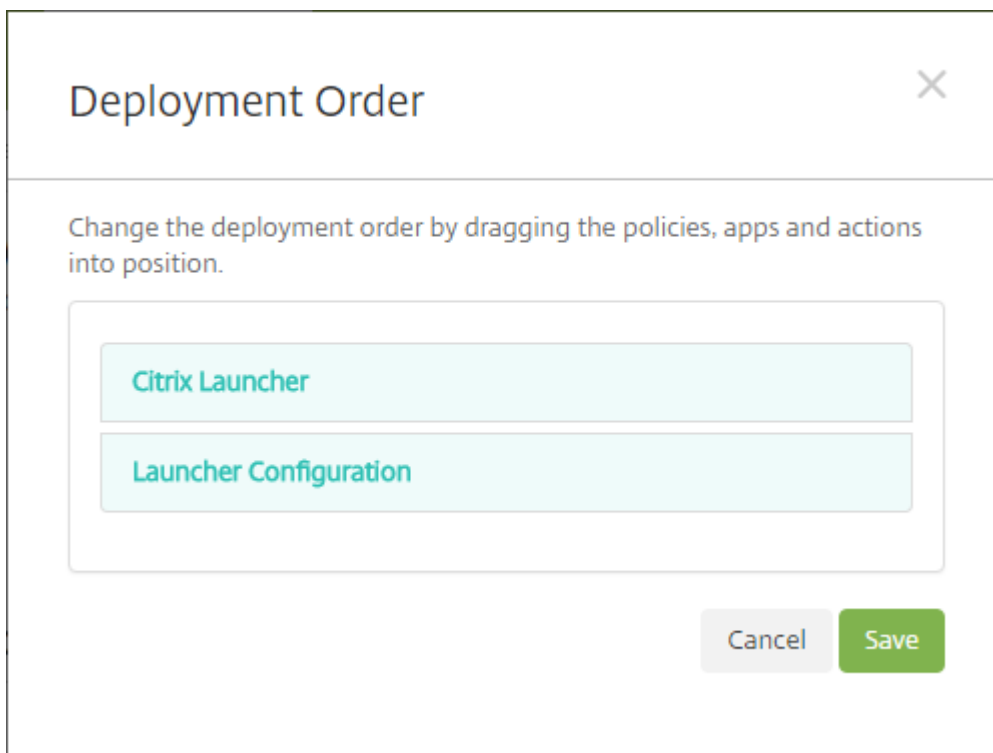 Deployment Order
Change the deployment order by dragging the policies, apps and actions
into position.
Citrix Launcher
Launcher Configuration
Cancel
Save